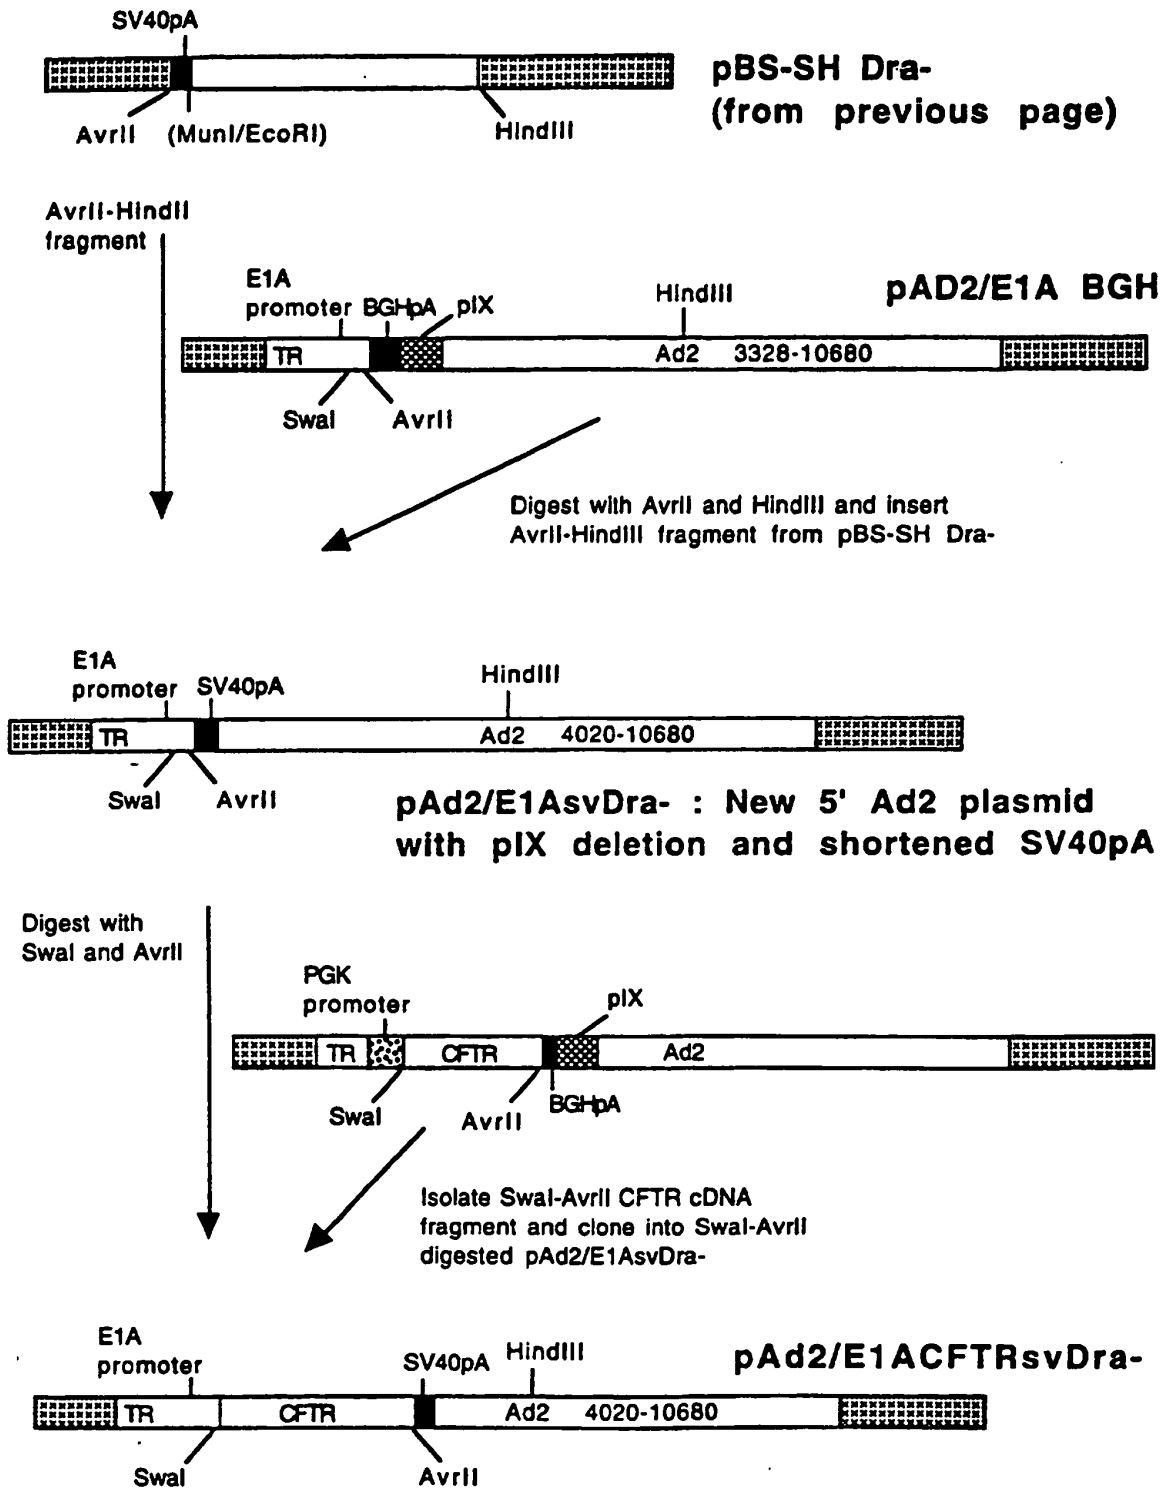 SV40pA
pBS-SH Dra-
(from previous page)
AvrII (MunI/EcoRI) HindIII
AvrII-HindII
fragment
E1A
promoter BGHpA pIX
HindIII
pAD2/E1A BGH
TR
Ad2 3328-10680
SwaI AvrII
Digest with AvrII and HindIII and insert
AvrII-HindIII fragment from pBS-SH Dra-
E1A
promoter SV40pA
HindIII
TR
Ad2 4020-10680
SwaI AvrII
pAd2/E1AsvDra- : New 5' Ad2 plasmid
with pIX deletion and shortened SV40pA
Digest with
SwaI and AvrII
PGK
promoter
pIX
TR CFTR Ad2
SwaI AvrII BGHpA
Isolate SwaI-AvrII CFTR cDNA
fragment and clone into SwaI-AvrII
digested pAd2/E1AsvDra-
E1A
promoter
SV40pA HindIII
pAd2/E1ACFTRsvDra-
TR CFTR Ad2 4020-10680
SwaI AvrII